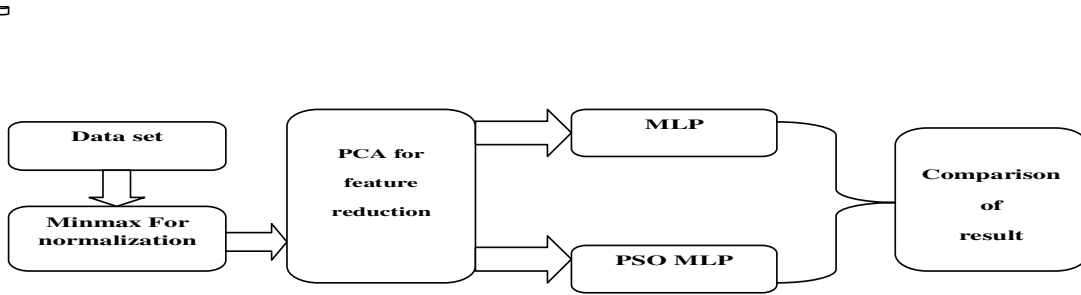 Data set
Minmax For
normalization
PCA for
feature
reduction
MLP
PSO MLP
Comparison
of
result